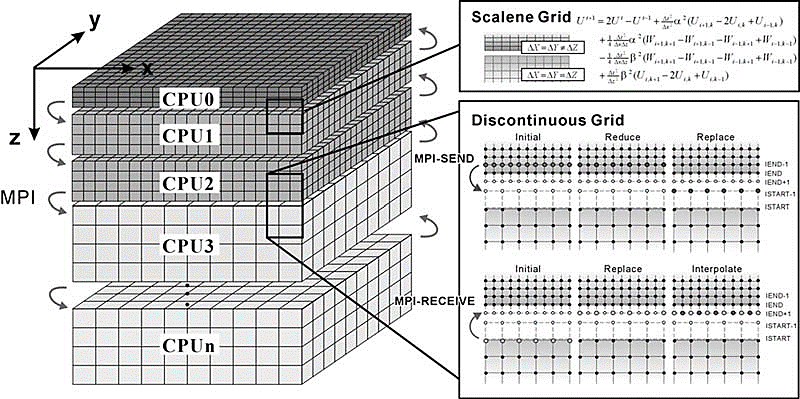 y
x
z
MPI
CPU0
CPU1
CPU2
CPU3
CPUn
MPI-SEND
MPI-RECEIVE
Scalene Grid
ΔX=ΔY≠ΔZ
ΔX=ΔY=ΔZ
Discontinuous Grid
Initial Reduce Replace
IEND-1
IEND
IEND+1
ISTART-1
ISTART
Initial Replace Interpolate
IEND-1
IEND
IEND+1
ISTART-1
ISTART